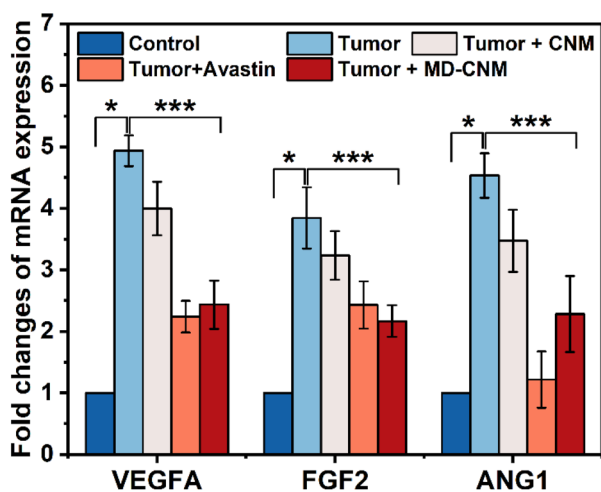 Fold changes of mRNA expression
7
6
5
4
3
2
1
0
Control
Tumor
Tumor + CNM
Tumor+Avastin
Tumor + MD-CNM
* ***
* ***
* ***
VEGFA FGF2 ANG1